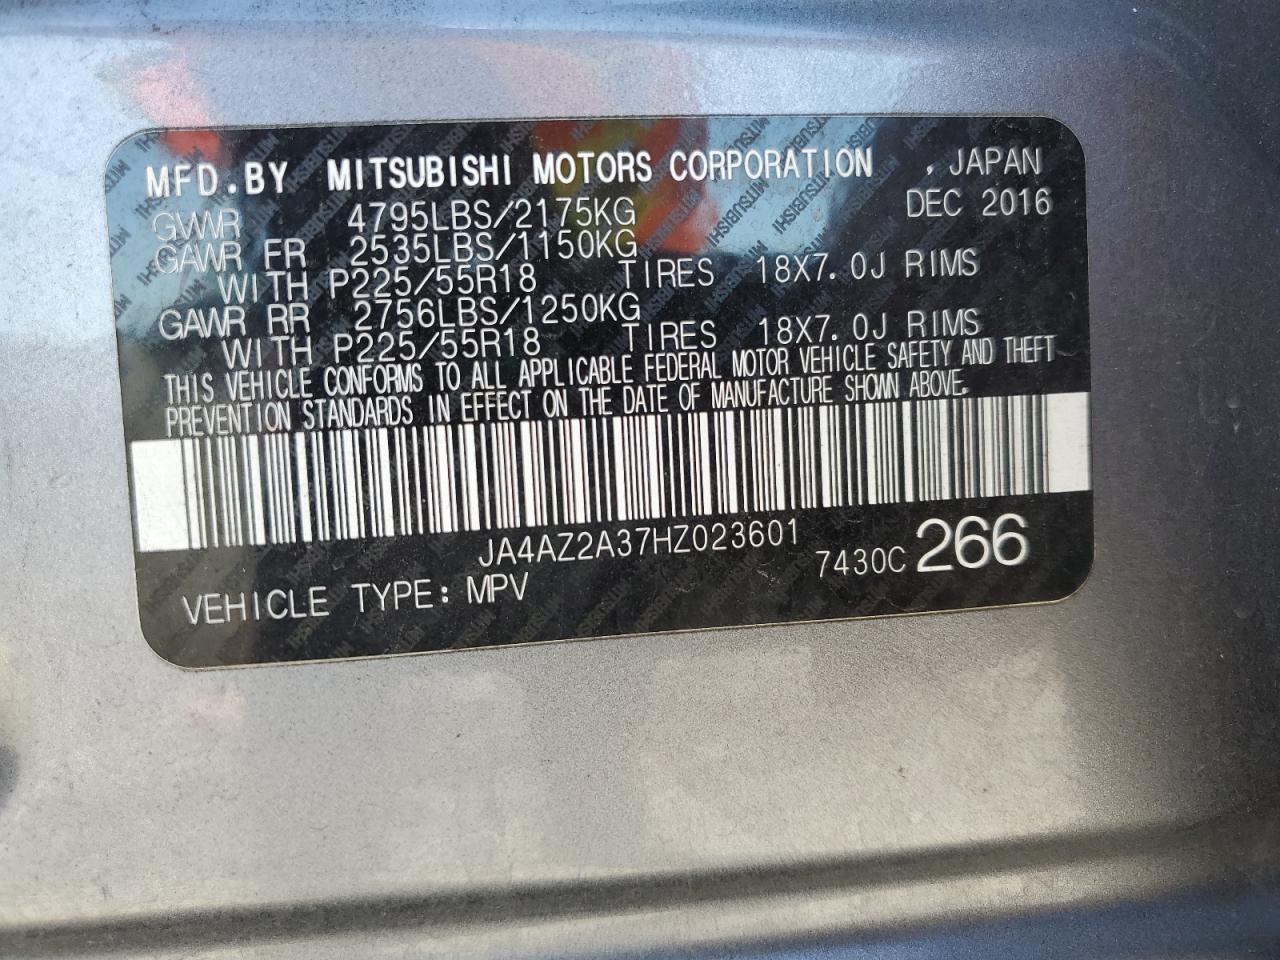 MFD.BY MITSUBISHI MOTORS CORPORATION , JAPAN
GVWR 4795LBS/2175KG DEC 2016
GAWR FR 2535LBS/1150KG
WITH P225/55R18 TIRES 18X7.0J RIMS
GAWR RR 2756LBS/1250KG
WITH P225/55R18 TIRES 18X7.0J RIMS
THIS VEHICLE CONFORMS TO ALL APPLICABLE FEDERAL MOTOR VEHICLE SAFETY AND THEFT
PREVENTION STANDARDS IN EFFECT ON THE DATE OF MANUFACTURE SHOWN ABOVE.
JA4AZ2A37HZ023601
7430C 266
VEHICLE TYPE: MPV